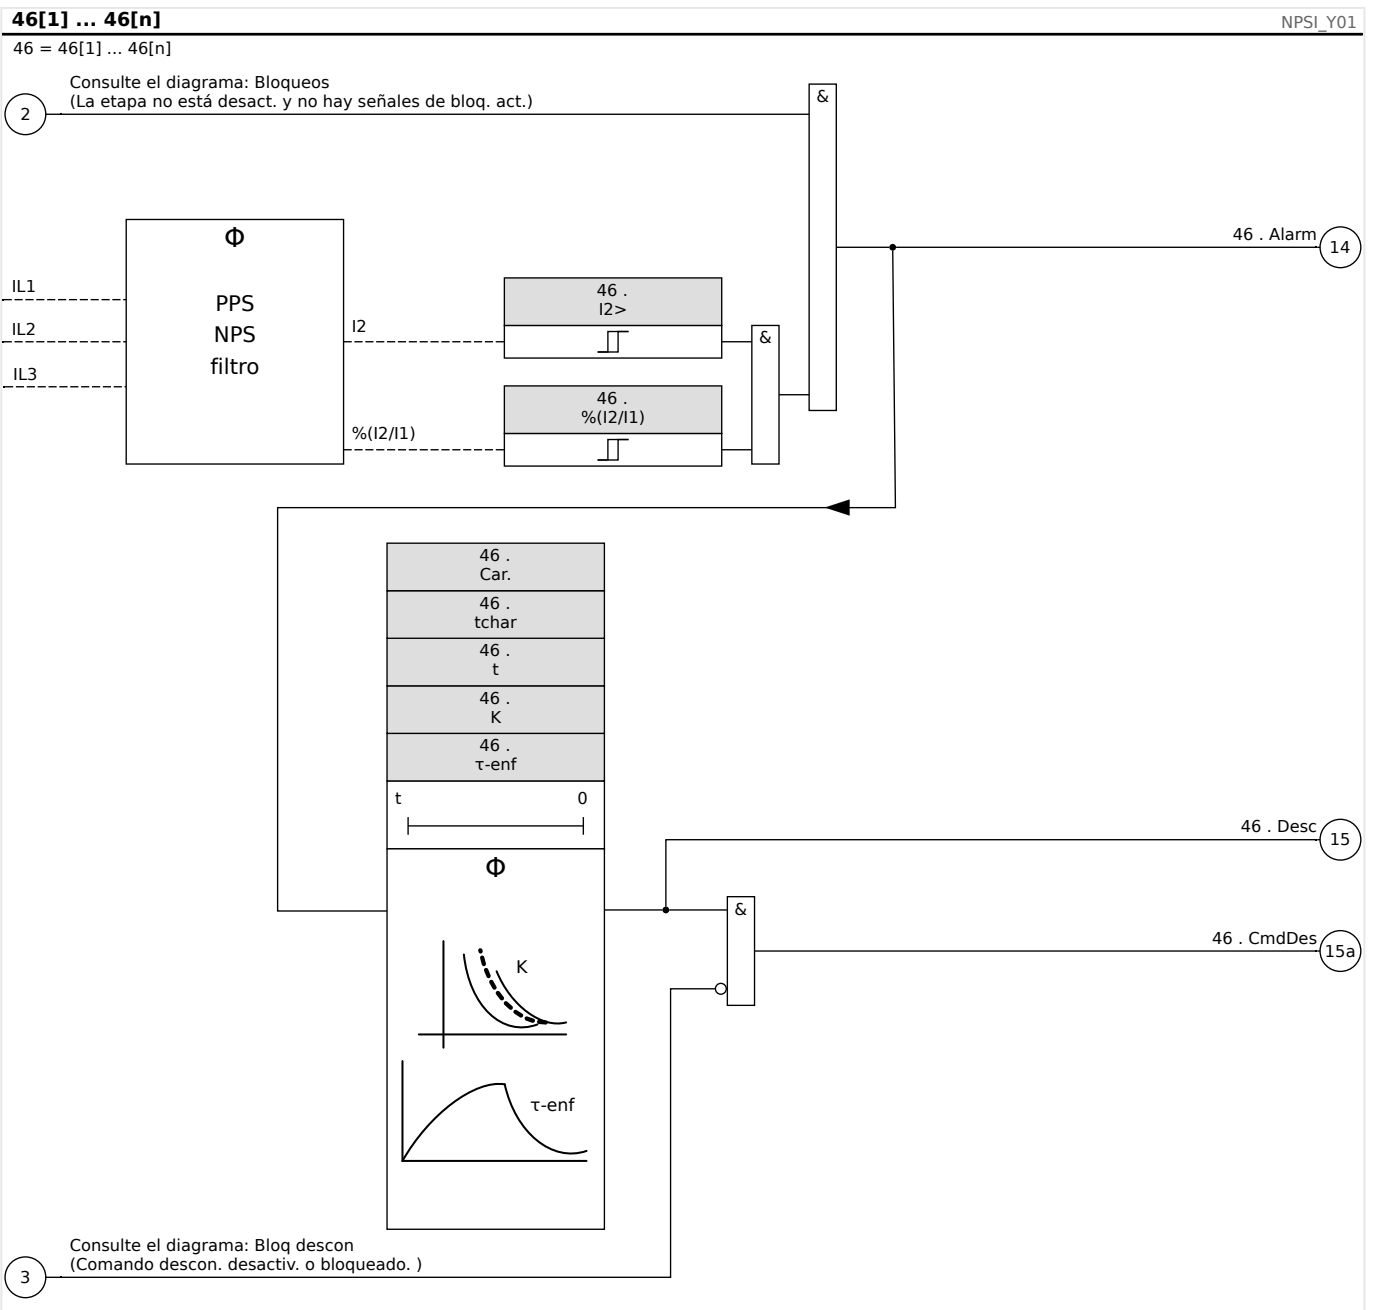 46[1] ... 46[n]
NPSI_Y01
46 = 46[1] ... 46[n]
Consulte el diagrama: Bloqueos
(La etapa no está desact. y no hay señales de bloq. act.)
2
&
Φ
PPS
NPS
filtro
IL1
IL2
IL3
I2
%(I2/I1)
46 .
I2>
46 .
%(I2/I1)
&
46 . Alarm
14
46 .
Car.
46 .
tchar
46 .
t
46 .
K
46 .
τ-enf
t
0
Φ
K
τ-enf
46 . Desc
15
&
46 . CmdDes
15a
Consulte el diagrama: Bloq descon
(Comando descon. desactiv. o bloqueado. )
3